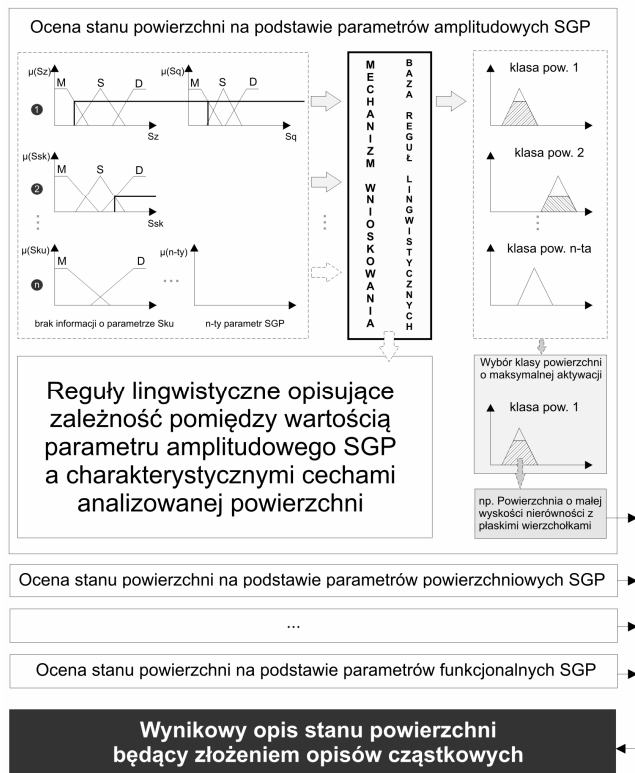 Ocena stanu powierzchni na podstawie parametrów amplitudowych SGP
μ(Sz)
M
S
D
Sz
μ(Sq)
M
S
D
Sq
1
μ(Ssk)
M
S
D
Ssk
2
μ(Sku)
M
D
n
...
μ(n-ty)
brak informacji o parametrze Sku
n-ty parametr SGP
MECHANIZM WNIOSKOWANIA
BAZA REGUŁ LINGWISTYCZNYCH
klasa pow. 1
klasa pow. 2
klasa pow. n-ta
Wybór klasy powierzchni
o maksymalnej aktywacji
klasa pow. 1
np. Powierzchnia o małej
wyskości nierówności z
płaskimi wierzchołkami
Reguły lingwistyczne opisujące
zależność pomiędzy wartością
parametru amplitudowego SGP
a charakterystycznymi cechami
analizowanej powierzchni
Ocena stanu powierzchni na podstawie parametrów powierzchniowych SGP
...
Ocena stanu powierzchni na podstawie parametrów funkcjonalnych SGP
Wynikowy opis stanu powierzchni
będący złożeniem opisów cząstkowych